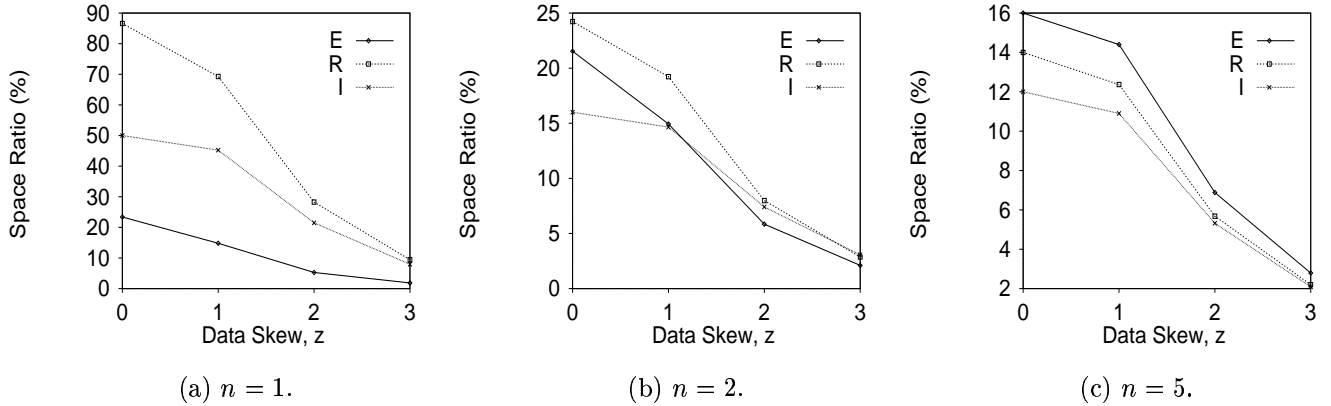 90
80
70
60
50
40
30
20
10
0
Space Ratio (%)
E
R
I
0 1 2 3
Data Skew, z
(a) n = 1.
25
20
15
10
5
0
Space Ratio (%)
E
R
I
0 1 2 3
Data Skew, z
(b) n = 2.
16
14
12
10
8
6
4
2
Space Ratio (%)
E
R
I
0 1 2 3
Data Skew, z
(c) n = 5.